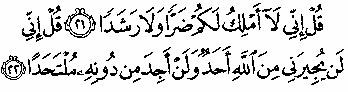 قُلْ إِنِّي لَآ أَمْلِكُ لَكُمْ ضَرًّا وَلَا رَشَدًا ﴿٢١﴾ قُلْ إِنِّي
لَن يُجِيرَنِي مِنَ ٱللَّهِ أَحَدٌ وَلَنْ أَجِدَ مِن دُونِهِۦ مُلْتَحَدًا ﴿٢٢﴾